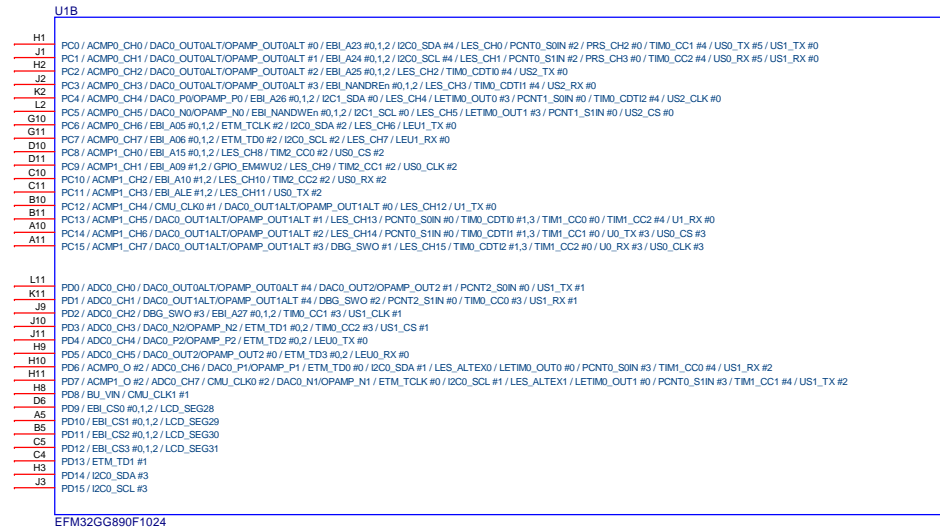 U1B
H1 PC0 / ACMP0_CH0 / DAC0_OUT0ALT/OPAMP_OUT0ALT #0 / EBI_A23 #0,1,2 / I2C0_SDA #4 / LES_CH0 / PCNT0_S0IN #2 / PRS_CH2 #0 / TIM0_CC1 #4 / US0_TX #5 / US1_TX #0
J1 PC1 / ACMP0_CH1 / DAC0_OUT0ALT/OPAMP_OUT0ALT #1 / EBI_A24 #0,1,2 / I2C0_SCL #4 / LES_CH1 / PCNT0_S1IN #2 / PRS_CH3 #0 / TIM0_CC2 #4 / US0_RX #5 / US1_RX #0
H2 PC2 / ACMP0_CH2 / DAC0_OUT0ALT/OPAMP_OUT0ALT #2 / EBI_A25 #0,1,2 / LES_CH2 / TIM0_CDTI0 #4 / US2_TX #0
J2 PC3 / ACMP0_CH3 / DAC0_OUT0ALT/OPAMP_OUT0ALT #3 / EBI_NANDREn #0,1,2 / LES_CH3 / TIM0_CDTI1 #4 / US2_RX #0
K2 PC4 / ACMP0_CH4 / DAC0_P0/OPAMP_P0 / EBI_A26 #0,1,2 / I2C1_SDA #0 / LES_CH4 / LETIM0_OUT0 #3 / PCNT1_S0IN #0 / TIM0_CDTI2 #4 / US2_CLK #0
L2 PC5 / ACMP0_CH5 / DAC0_N0/OPAMP_N0 / EBI_NANDWEn #0,1,2 / I2C1_SCL #0 / LES_CH5 / LETIM0_OUT1 #3 / PCNT1_S1IN #0 / US2_CS #0
G10 PC6 / ACMP0_CH6 / EBI_A05 #0,1,2 / ETM_TCLK #2 / I2C0_SDA #2 / LES_CH6 / LEU1_TX #0
G11 PC7 / ACMP0_CH7 / EBI_A06 #0,1,2 / ETM_TD0 #2 / I2C0_SCL #2 / LES_CH7 / LEU1_RX #0
D10 PC8 / ACMP1_CH0 / EBI_A15 #0,1,2 / LES_CH8 / TIM2_CC0 #2 / US0_CS #2
D11 PC9 / ACMP1_CH1 / EBI_A09 #1,2 / GPIO_EM4WU2 / LES_CH9 / TIM2_CC1 #2 / US0_CLK #2
C10 PC10 / ACMP1_CH2 / EBI_A10 #1,2 / LES_CH10 / TIM2_CC2 #2 / US0_RX #2
C11 PC11 / ACMP1_CH3 / EBI_ALE #1,2 / LES_CH11 / US0_TX #2
B10 PC12 / ACMP1_CH4 / CMU_CLK0 #1 / DAC0_OUT1ALT/OPAMP_OUT1ALT #0 / LES_CH12 / U1_TX #0
B11 PC13 / ACMP1_CH5 / DAC0_OUT1ALT/OPAMP_OUT1ALT #1 / LES_CH13 / PCNT0_S0IN #0 / TIM0_CDTI0 #1,3 / TIM1_CC0 #0 / TIM1_CC2 #4 / U1_RX #0
A10 PC14 / ACMP1_CH6 / DAC0_OUT1ALT/OPAMP_OUT1ALT #2 / LES_CH14 / PCNT0_S1IN #0 / TIM0_CDTI1 #1,3 / TIM1_CC1 #0 / U0_TX #3 / US0_CS #3
A11 PC15 / ACMP1_CH7 / DAC0_OUT1ALT/OPAMP_OUT1ALT #3 / DBG_SWO #1 / LES_CH15 / TIM0_CDTI2 #1,3 / TIM1_CC2 #0 / U0_RX #3 / US0_CLK #3
L11 PD0 / ADC0_CH0 / DAC0_OUT0ALT/OPAMP_OUT0ALT #4 / DAC0_OUT2/OPAMP_OUT2 #1 / PCNT2_S0IN #0 / US1_TX #1
K11 PD1 / ADC0_CH1 / DAC0_OUT1ALT/OPAMP_OUT1ALT #4 / DBG_SWO #2 / PCNT2_S1IN #0 / TIM0_CC0 #3 / US1_RX #1
J9 PD2 / ADC0_CH2 / DBG_SWO #3 / EBI_A27 #0,1,2 / TIM0_CC1 #3 / US1_CLK #1
J10 PD3 / ADC0_CH3 / DAC0_N2/OPAMP_N2 / ETM_TD1 #0,2 / TIM0_CC2 #3 / US1_CS #1
J11 PD4 / ADC0_CH4 / DAC0_P2/OPAMP_P2 / ETM_TD2 #0,2 / LEU0_TX #0
H9 PD5 / ADC0_CH5 / DAC0_OUT2/OPAMP_OUT2 #0 / ETM_TD3 #0,2 / LEU0_RX #0
H10 PD6 / ACMP0_O #2 / ADC0_CH6 / DAC0_P1/OPAMP_P1 / ETM_TD0 #0 / I2C0_SDA #1 / LES_ALTEX0 / LETIM0_OUT0 #0 / PCNT0_S0IN #3 / TIM1_CC0 #4 / US1_RX #2
H11 PD7 / ACMP1_O #2 / ADC0_CH7 / CMU_CLK0 #2 / DAC0_N1/OPAMP_N1 / ETM_TCLK #0 / I2C0_SCL #1 / LES_ALTEX1 / LETIM0_OUT1 #0 / PCNT0_S1IN #3 / TIM1_CC1 #4 / US1_TX #2
H8 PD8 / BU_VIN / CMU_CLK1 #1
D6 PD9 / EBI_CS0 #0,1,2 / LCD_SEG28
A5 PD10 / EBI_CS1 #0,1,2 / LCD_SEG29
B5 PD11 / EBI_CS2 #0,1,2 / LCD_SEG30
C5 PD12 / EBI_CS3 #0,1,2 / LCD_SEG31
C4 PD13 / ETM_TD1 #1
H3 PD14 / I2C0_SDA #3
J3 PD15 / I2C0_SCL #3
EFM32GG890F1024